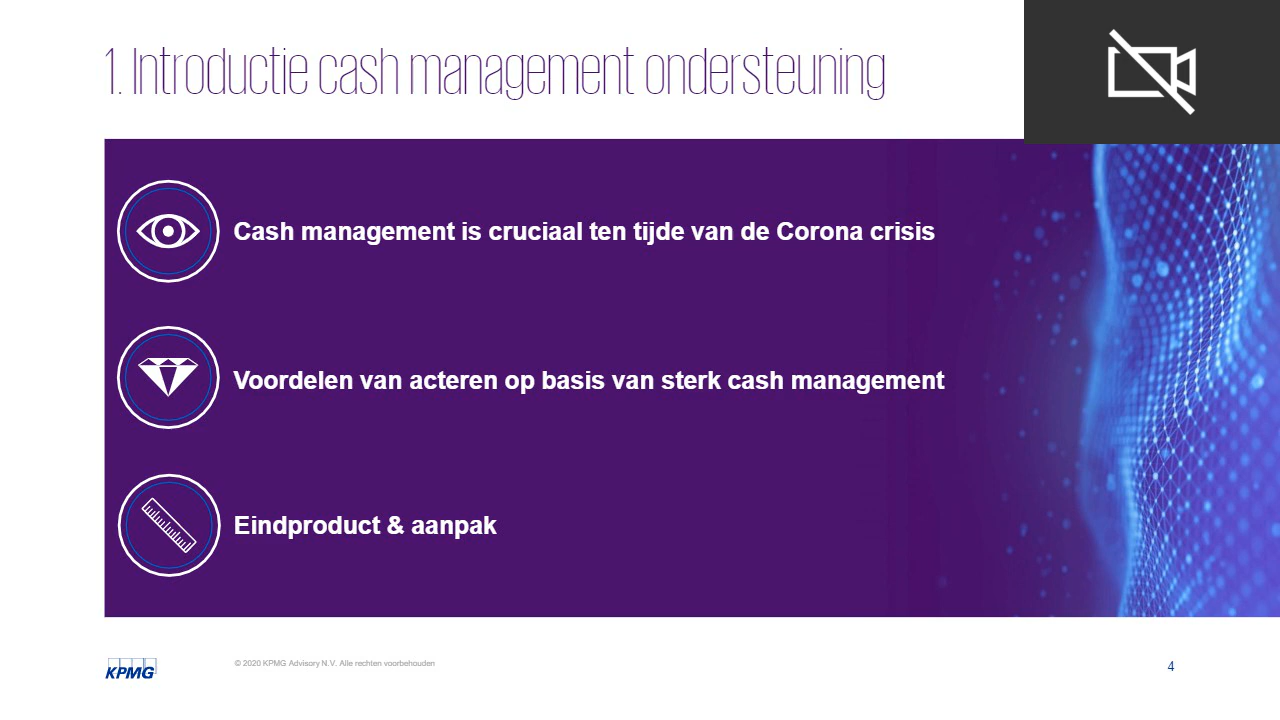 1. Introductie cash management ondersteuning
Cash management is cruciaal ten tijde van de Corona crisis
Voordelen van acteren op basis van sterk cash management
Eindproduct & aanpak
KPMG
© 2020 KPMG Advisory N.V. Alle rechten voorbehouden
4